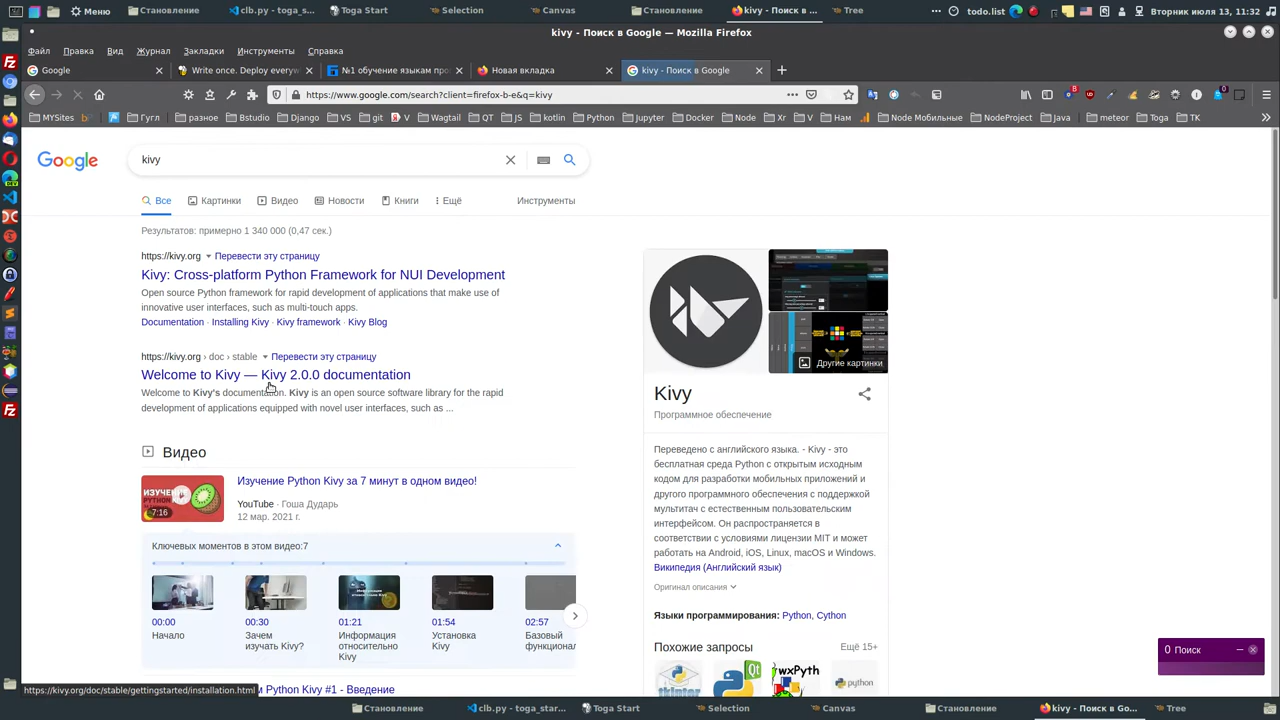 Меню
Становление
clb.py - toga_s...
Toga Start
Selection
Canvas
Становление
kivy - Поиск в ...
Tree
todo.list
Вторник июля 13, 11:32
kivy - Поиск в Google — Mozilla Firefox
Файл Правка Вид Журнал Закладки Инструменты Справка
Google
Write once. Deploy everyw
№1 обучение языкам про
Новая вкладка
kivy - Поиск в Google
https://www.google.com/search?client=firefox-b-e&q=kivy
MYSites Гугл разное Bstudio Django VS git V Wagtail QT JS kotlin Python Jupyter Docker Node Xr V Нам Node Мобильные NodeProject Java meteor Toga ТК
Google
kivy
Все Картинки Видео Новости Книги Ещё Инструменты
Результатов: примерно 1 340 000 (0,47 сек.)
https://kivy.org Перевести эту страницу
Kivy: Cross-platform Python Framework for NUI Development
Open source Python framework for rapid development of applications that make use of
innovative user interfaces, such as multi-touch apps.
Documentation · Installing Kivy · Kivy framework · Kivy Blog
https://kivy.org › doc › stable Перевести эту страницу
Welcome to Kivy — Kivy 2.0.0 documentation
Welcome to Kivy's documentation. Kivy is an open source software library for the rapid
development of applications equipped with novel user interfaces, such as ...
Видео
7:16
Изучение Python Kivy за 7 минут в одном видео!
YouTube · Гоша Дударь
12 мар. 2021 г.
Ключевых моментов в этом видео:7
00:00
Начало
00:30
Зачем
изучать Kivy?
01:21
Информация
относительно
Kivy
01:54
Установка
Kivy
02:57
Базовый
функционал
м Python Kivy #1 - Введение
Другие картинки
Kivy
Программное обеспечение
Переведено с английского языка. - Kivy - это
бесплатная среда Python с открытым исходным
кодом для разработки мобильных приложений и
другого программного обеспечения с поддержкой
мультитач с естественным пользовательским
интерфейсом. Он распространяется в
соответствии с условиями лицензии MIT и может
работать на Android, iOS, Linux, macOS и Windows.
Википедия (Английский язык)
Оригинал описания
Языки программирования: Python, Cython
Похожие запросы Ещё 15+
tkinter
Qt
wxPyth
python
0 Поиск
https://kivy.org/doc/stable/gettingstarted/installation.html
Становление
clb.py - toga_star...
Toga Start
Selection
Canvas
Становление
kivy - Поиск в Go...
Tree